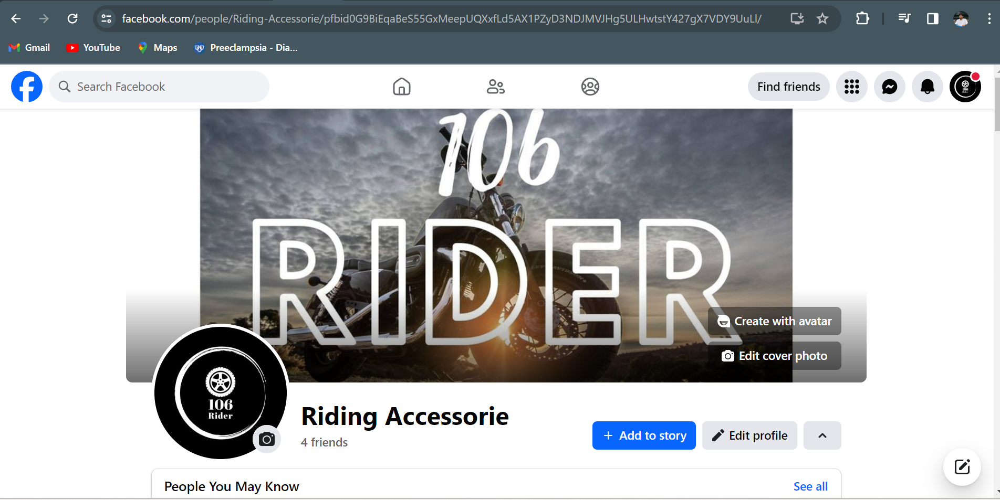 facebook.com/people/Riding-Accessorie/pfbid0G9BiEqaBeS55GxMeepUQXxfLd5AX1PZyD3NDJMVJHg5ULHwtstY427gX7VDY9UuLl/
Gmail YouTube Maps Preeclampsia - Dia...
Search Facebook
Find friends
106
Rider
106
RIDER
Create with avatar
Edit cover photo
106
Rider
Riding Accessorie
4 friends
+ Add to story
Edit profile
People You May Know
See all